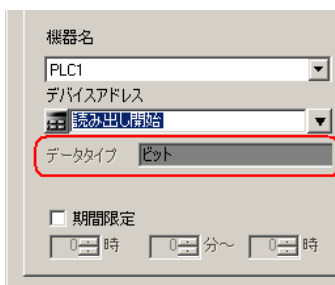 機器名
PLC1
デバイスアドレス
読み出し開始
データタイプ ビット
期間限定
0 時 0 分~ 0 時